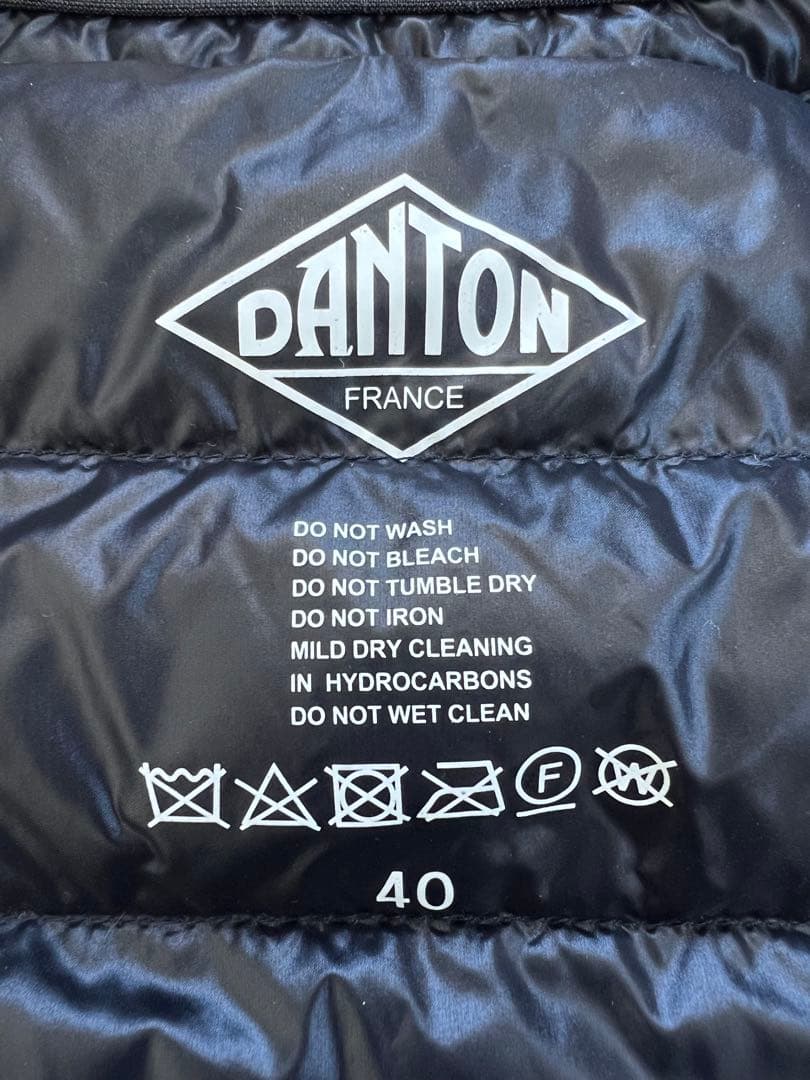 DANTON
FRANCE
DO NOT WASH
DO NOT BLEACH
DO NOT TUMBLE DRY
DO NOT IRON
MILD DRY CLEANING
IN HYDROCARBONS
DO NOT WET CLEAN
F W
40